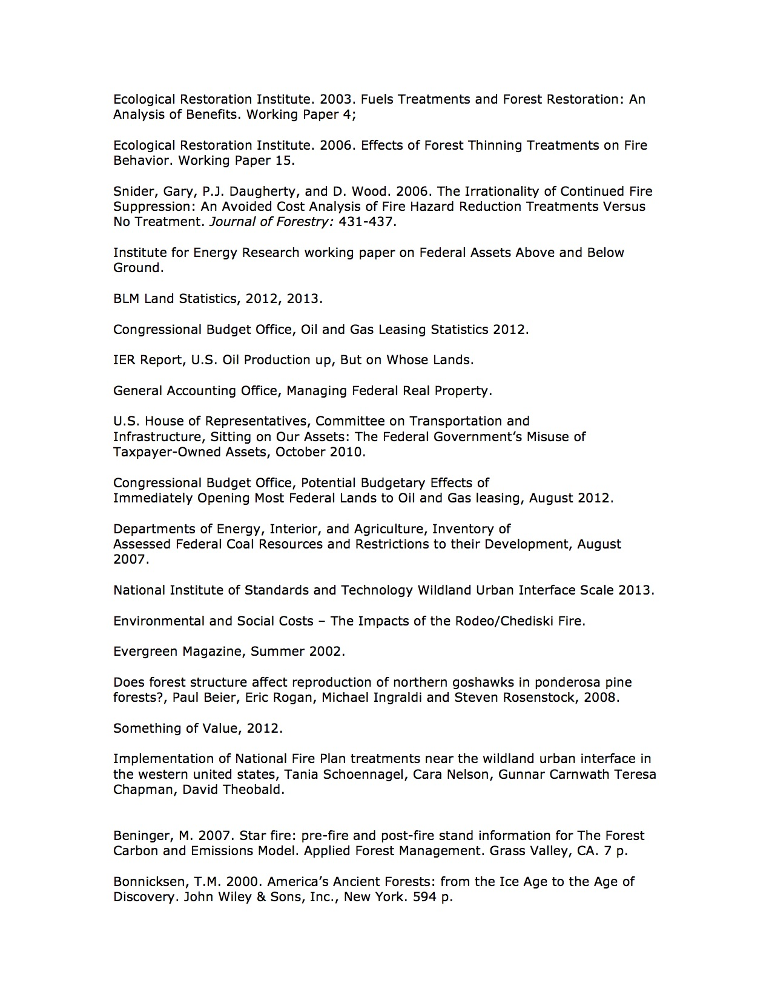 Ecological Restoration Institute. 2003. Fuels Treatments and Forest Restoration: An
Analysis of Benefits. Working Paper 4;
Ecological Restoration Institute. 2006. Effects of Forest Thinning Treatments on Fire
Behavior. Working Paper 15.
Snider, Gary, P.J. Daugherty, and D. Wood. 2006. The Irrationality of Continued Fire
Suppression: An Avoided Cost Analysis of Fire Hazard Reduction Treatments Versus
No Treatment. Journal of Forestry: 431-437.
Institute for Energy Research working paper on Federal Assets Above and Below
Ground.
BLM Land Statistics, 2012, 2013.
Congressional Budget Office, Oil and Gas Leasing Statistics 2012.
IER Report, U.S. Oil Production up, But on Whose Lands.
General Accounting Office, Managing Federal Real Property.
U.S. House of Representatives, Committee on Transportation and
Infrastructure, Sitting on Our Assets: The Federal Government’s Misuse of
Taxpayer-Owned Assets, October 2010.
Congressional Budget Office, Potential Budgetary Effects of
Immediately Opening Most Federal Lands to Oil and Gas leasing, August 2012.
Departments of Energy, Interior, and Agriculture, Inventory of
Assessed Federal Coal Resources and Restrictions to their Development, August
2007.
National Institute of Standards and Technology Wildland Urban Interface Scale 2013.
Environmental and Social Costs – The Impacts of the Rodeo/Chediski Fire.
Evergreen Magazine, Summer 2002.
Does forest structure affect reproduction of northern goshawks in ponderosa pine
forests?, Paul Beier, Eric Rogan, Michael Ingraldi and Steven Rosenstock, 2008.
Something of Value, 2012.
Implementation of National Fire Plan treatments near the wildland urban interface in
the western united states, Tania Schoennagel, Cara Nelson, Gunnar Carnwath Teresa
Chapman, David Theobald.
Beninger, M. 2007. Star fire: pre-fire and post-fire stand information for The Forest
Carbon and Emissions Model. Applied Forest Management. Grass Valley, CA. 7 p.
Bonnicksen, T.M. 2000. America’s Ancient Forests: from the Ice Age to the Age of
Discovery. John Wiley & Sons, Inc., New York. 594 p.